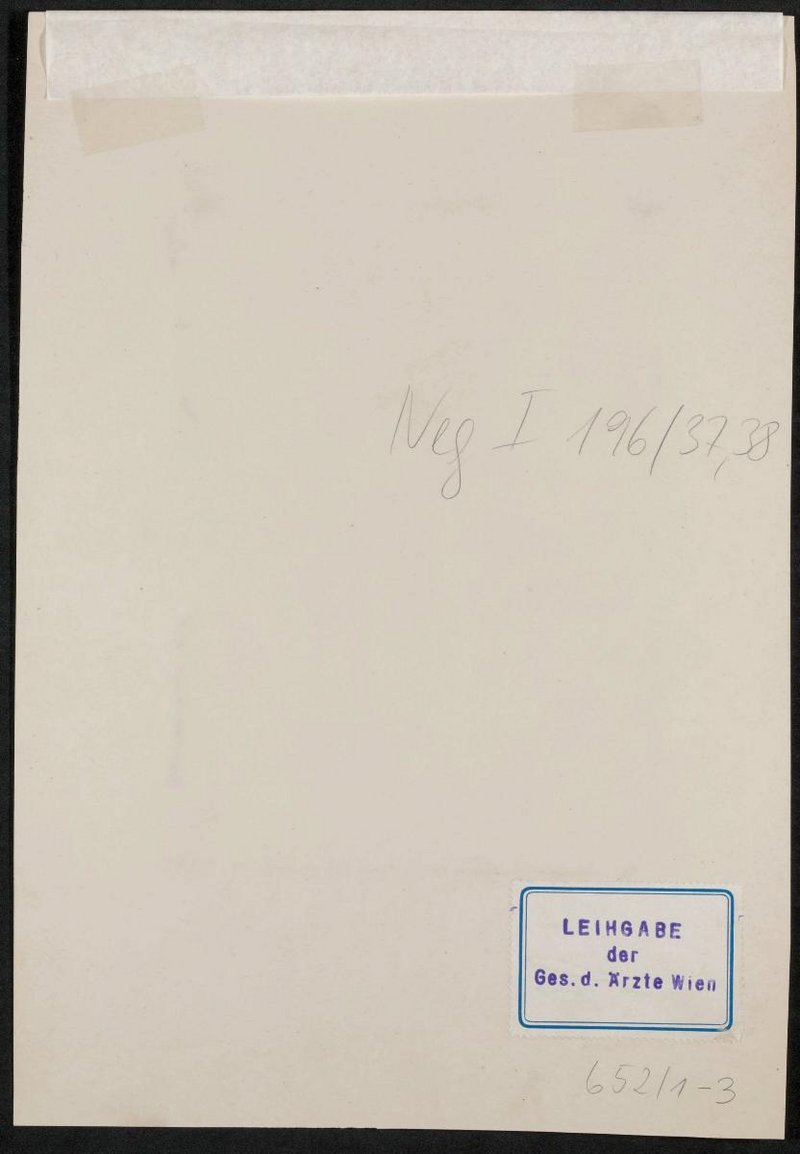 Neg I 196/37,38
LEIHGABE
der
Ges. d. Ärzte Wien
652/1-3